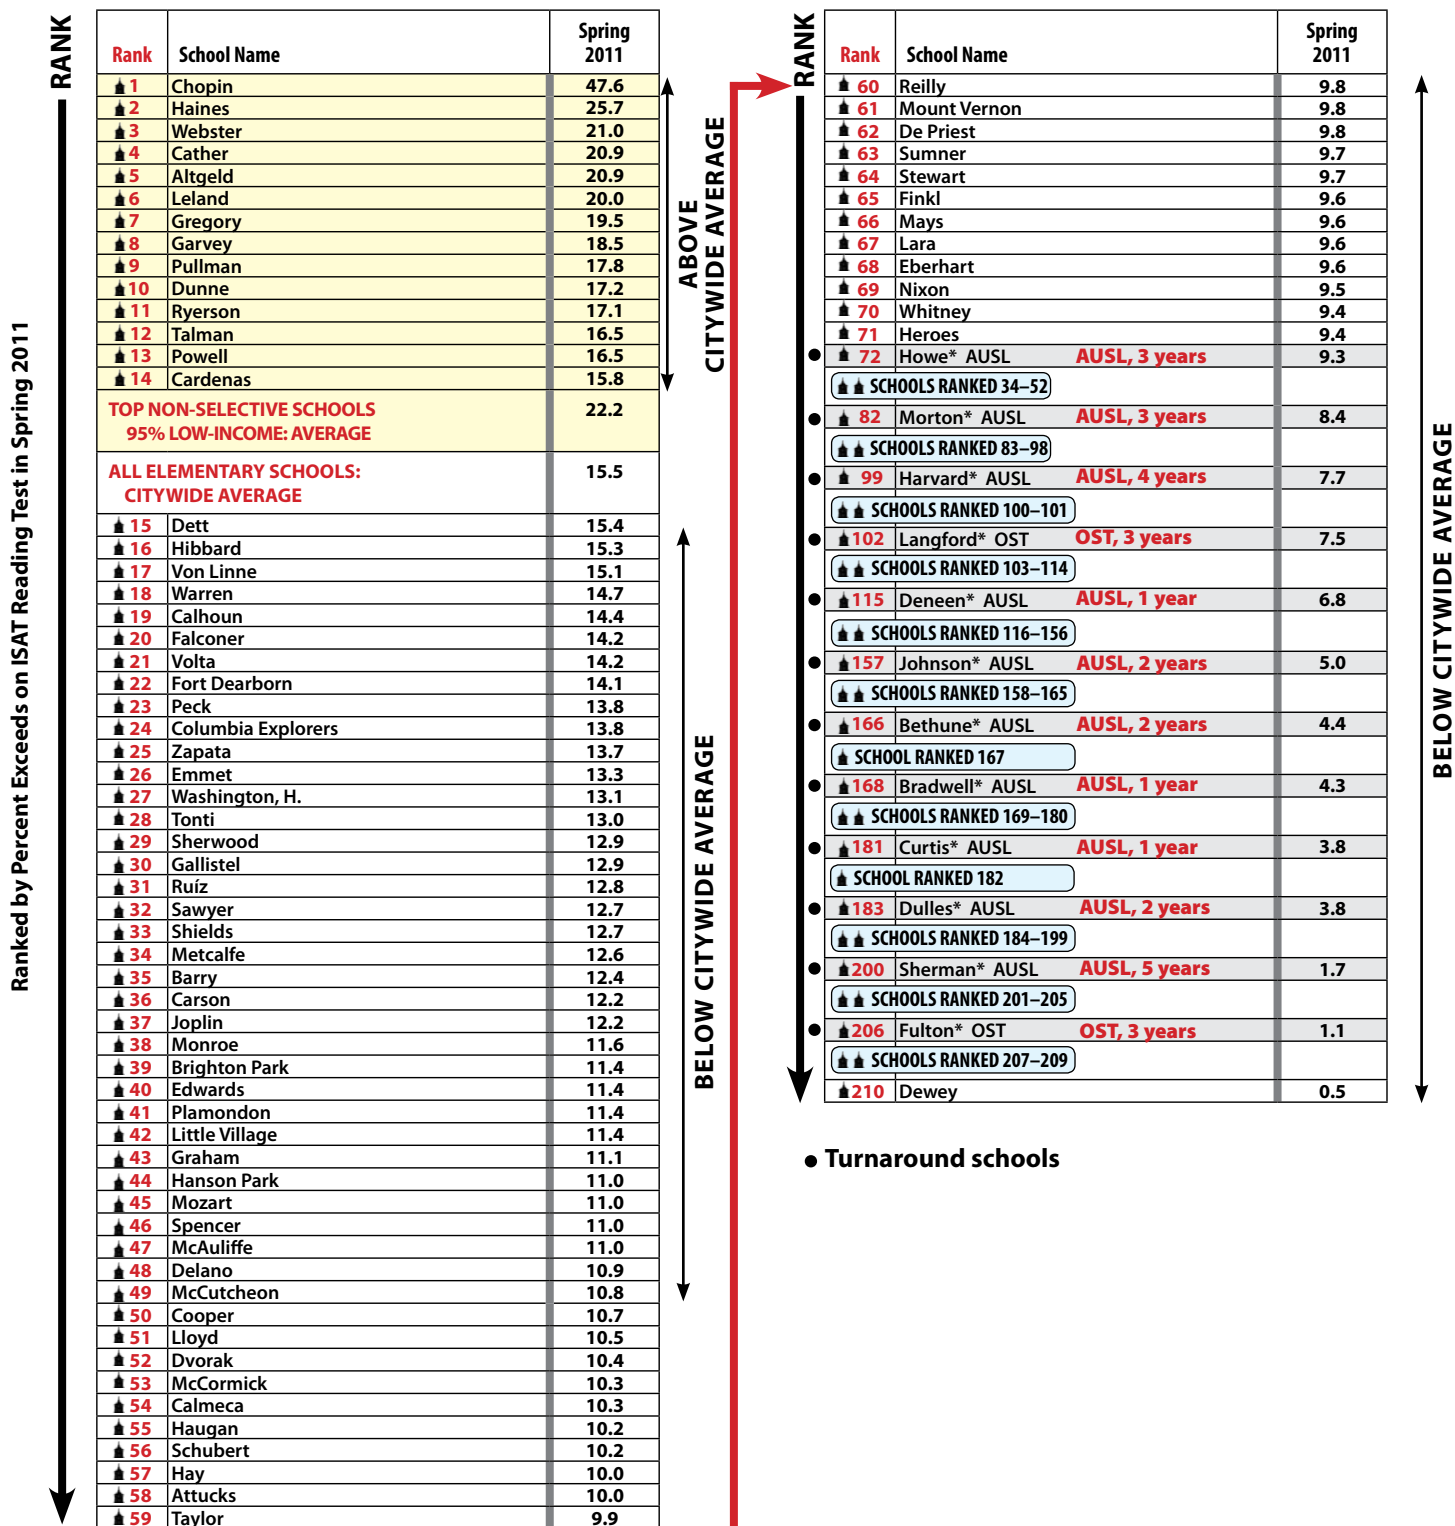 Ranked by Percent Exceeds on ISAT Reading Test in Spring 2011
RANK
Rank School Name Spring 2011
1 Chopin 47.6
2 Haines 25.7
3 Webster 21.0
4 Cather 20.9
5 Altgeld 20.9
6 Leland 20.0
7 Gregory 19.5
8 Garvey 18.5
9 Pullman 17.8
10 Dunne 17.2
11 Ryerson 17.1
12 Talman 16.5
13 Powell 16.5
14 Cardenas 15.8
TOP NON-SELECTIVE SCHOOLS 22.2
95% LOW-INCOME: AVERAGE
ALL ELEMENTARY SCHOOLS: 15.5
CITYWIDE AVERAGE
15 Dett 15.4
16 Hibbard 15.3
17 Von Linne 15.1
18 Warren 14.7
19 Calhoun 14.4
20 Falconer 14.2
21 Volta 14.2
22 Fort Dearborn 14.1
23 Peck 13.8
24 Columbia Explorers 13.8
25 Zapata 13.7
26 Emmet 13.3
27 Washington, H. 13.1
28 Tonti 13.0
29 Sherwood 12.9
30 Gallistel 12.9
31 Ruíz 12.8
32 Sawyer 12.7
33 Shields 12.7
34 Metcalfe 12.6
35 Barry 12.4
36 Carson 12.2
37 Joplin 12.2
38 Monroe 11.6
39 Brighton Park 11.4
40 Edwards 11.4
41 Plamondon 11.4
42 Little Village 11.4
43 Graham 11.1
44 Hanson Park 11.0
45 Mozart 11.0
46 Spencer 11.0
47 McAuliffe 11.0
48 Delano 10.9
49 McCutcheon 10.8
50 Cooper 10.7
51 Lloyd 10.5
52 Dvorak 10.4
53 McCormick 10.3
54 Calmeca 10.3
55 Haugan 10.2
56 Schubert 10.2
57 Hay 10.0
58 Attucks 10.0
59 Taylor 9.9
ABOVE
CITYWIDE AVERAGE
BELOW CITYWIDE AVERAGE
RANK
Rank School Name Spring 2011
60 Reilly 9.8
61 Mount Vernon 9.8
62 De Priest 9.8
63 Sumner 9.7
64 Stewart 9.7
65 Finkl 9.6
66 Mays 9.6
67 Lara 9.6
68 Eberhart 9.6
69 Nixon 9.5
70 Whitney 9.4
71 Heroes 9.4
72 Howe* AUSL AUSL, 3 years 9.3
SCHOOLS RANKED 34–52
82 Morton* AUSL AUSL, 3 years 8.4
SCHOOLS RANKED 83–98
99 Harvard* AUSL AUSL, 4 years 7.7
SCHOOLS RANKED 100–101
102 Langford* OST OST, 3 years 7.5
SCHOOLS RANKED 103–114
115 Deneen* AUSL AUSL, 1 year 6.8
SCHOOLS RANKED 116–156
157 Johnson* AUSL AUSL, 2 years 5.0
SCHOOLS RANKED 158–165
166 Bethune* AUSL AUSL, 2 years 4.4
SCHOOL RANKED 167
168 Bradwell* AUSL AUSL, 1 year 4.3
SCHOOLS RANKED 169–180
181 Curtis* AUSL AUSL, 1 year 3.8
SCHOOL RANKED 182
183 Dulles* AUSL AUSL, 2 years 3.8
SCHOOLS RANKED 184–199
200 Sherman* AUSL AUSL, 5 years 1.7
SCHOOLS RANKED 201–205
206 Fulton* OST OST, 3 years 1.1
SCHOOLS RANKED 207–209
210 Dewey 0.5
BELOW CITYWIDE AVERAGE
● Turnaround schools